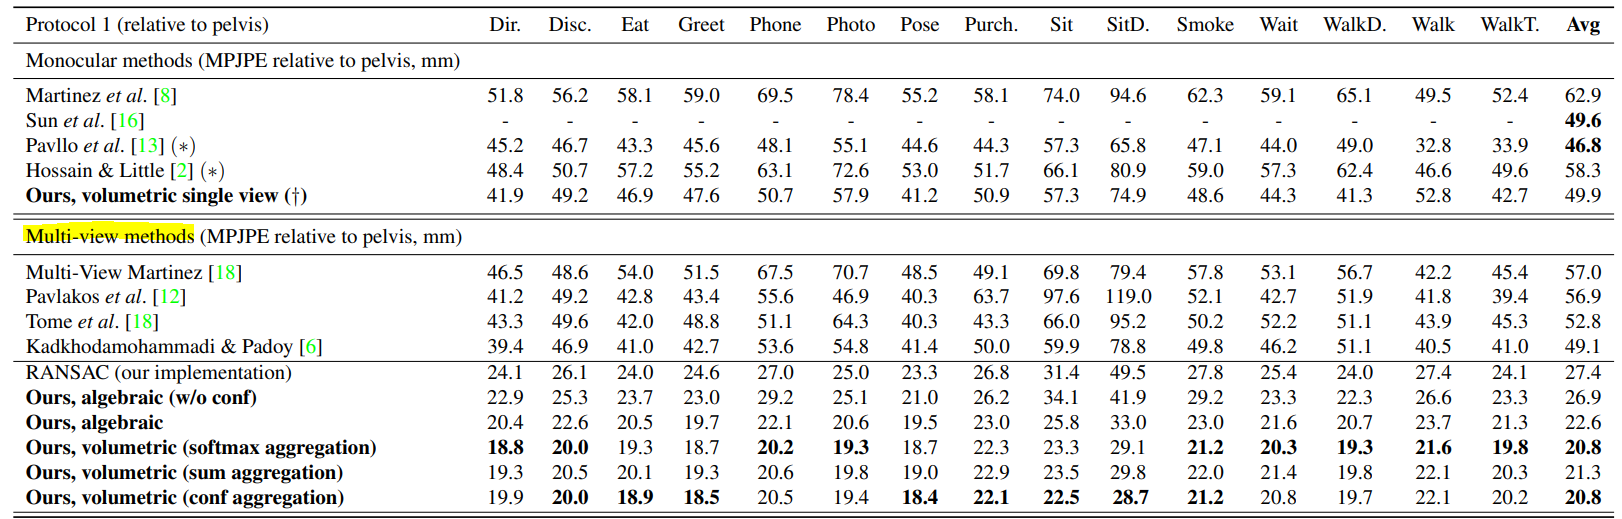 Protocol 1 (relative to pelvis) Dir. Disc. Eat Greet Phone Photo Pose Purch. Sit SitD. Smoke Wait WalkD. Walk WalkT. Avg
Monocular methods (MPJPE relative to pelvis, mm)
Martinez et al. [8] 51.8 56.2 58.1 59.0 69.5 78.4 55.2 58.1 74.0 94.6 62.3 59.1 65.1 49.5 52.4 62.9
Sun et al. [16] - - - - - - - - - - - - - - - 49.6
Pavllo et al. [13] (∗) 45.2 46.7 43.3 45.6 48.1 55.1 44.6 44.3 57.3 65.8 47.1 44.0 49.0 32.8 33.9 46.8
Hossain & Little [2] (∗) 48.4 50.7 57.2 55.2 63.1 72.6 53.0 51.7 66.1 80.9 59.0 57.3 62.4 46.6 49.6 58.3
Ours, volumetric single view (†) 41.9 49.2 46.9 47.6 50.7 57.9 41.2 50.9 57.3 74.9 48.6 44.3 41.3 52.8 42.7 49.9
Multi-view methods (MPJPE relative to pelvis, mm)
Multi-View Martinez [18] 46.5 48.6 54.0 51.5 67.5 70.7 48.5 49.1 69.8 79.4 57.8 53.1 56.7 42.2 45.4 57.0
Pavlakos et al. [12] 41.2 49.2 42.8 43.4 55.6 46.9 40.3 63.7 97.6 119.0 52.1 42.7 51.9 41.8 39.4 56.9
Tome et al. [18] 43.3 49.6 42.0 48.8 51.1 64.3 40.3 43.3 66.0 95.2 50.2 52.2 51.1 43.9 45.3 52.8
Kadkhodamohammadi & Padoy [6] 39.4 46.9 41.0 42.7 53.6 54.8 41.4 50.0 59.9 78.8 49.8 46.2 51.1 40.5 41.0 49.1
RANSAC (our implementation) 24.1 26.1 24.0 24.6 27.0 25.0 23.3 26.8 31.4 49.5 27.8 25.4 24.0 27.4 24.1 27.4
Ours, algebraic (w/o conf) 22.9 25.3 23.7 23.0 29.2 25.1 21.0 26.2 34.1 41.9 29.2 23.3 22.3 26.6 23.3 26.9
Ours, algebraic 20.4 22.6 20.5 19.7 22.1 20.6 19.5 23.0 25.8 33.0 23.0 21.6 20.7 23.7 21.3 22.6
Ours, volumetric (softmax aggregation) 18.8 20.0 19.3 18.7 20.2 19.3 18.7 22.3 23.3 29.1 21.2 20.3 19.3 21.6 19.8 20.8
Ours, volumetric (sum aggregation) 19.3 20.5 20.1 19.3 20.6 19.8 19.0 22.9 23.5 29.8 22.0 21.4 19.8 22.1 20.3 21.3
Ours, volumetric (conf aggregation) 19.9 20.0 18.9 18.5 20.5 19.4 18.4 22.1 22.5 28.7 21.2 20.8 19.7 22.1 20.2 20.8